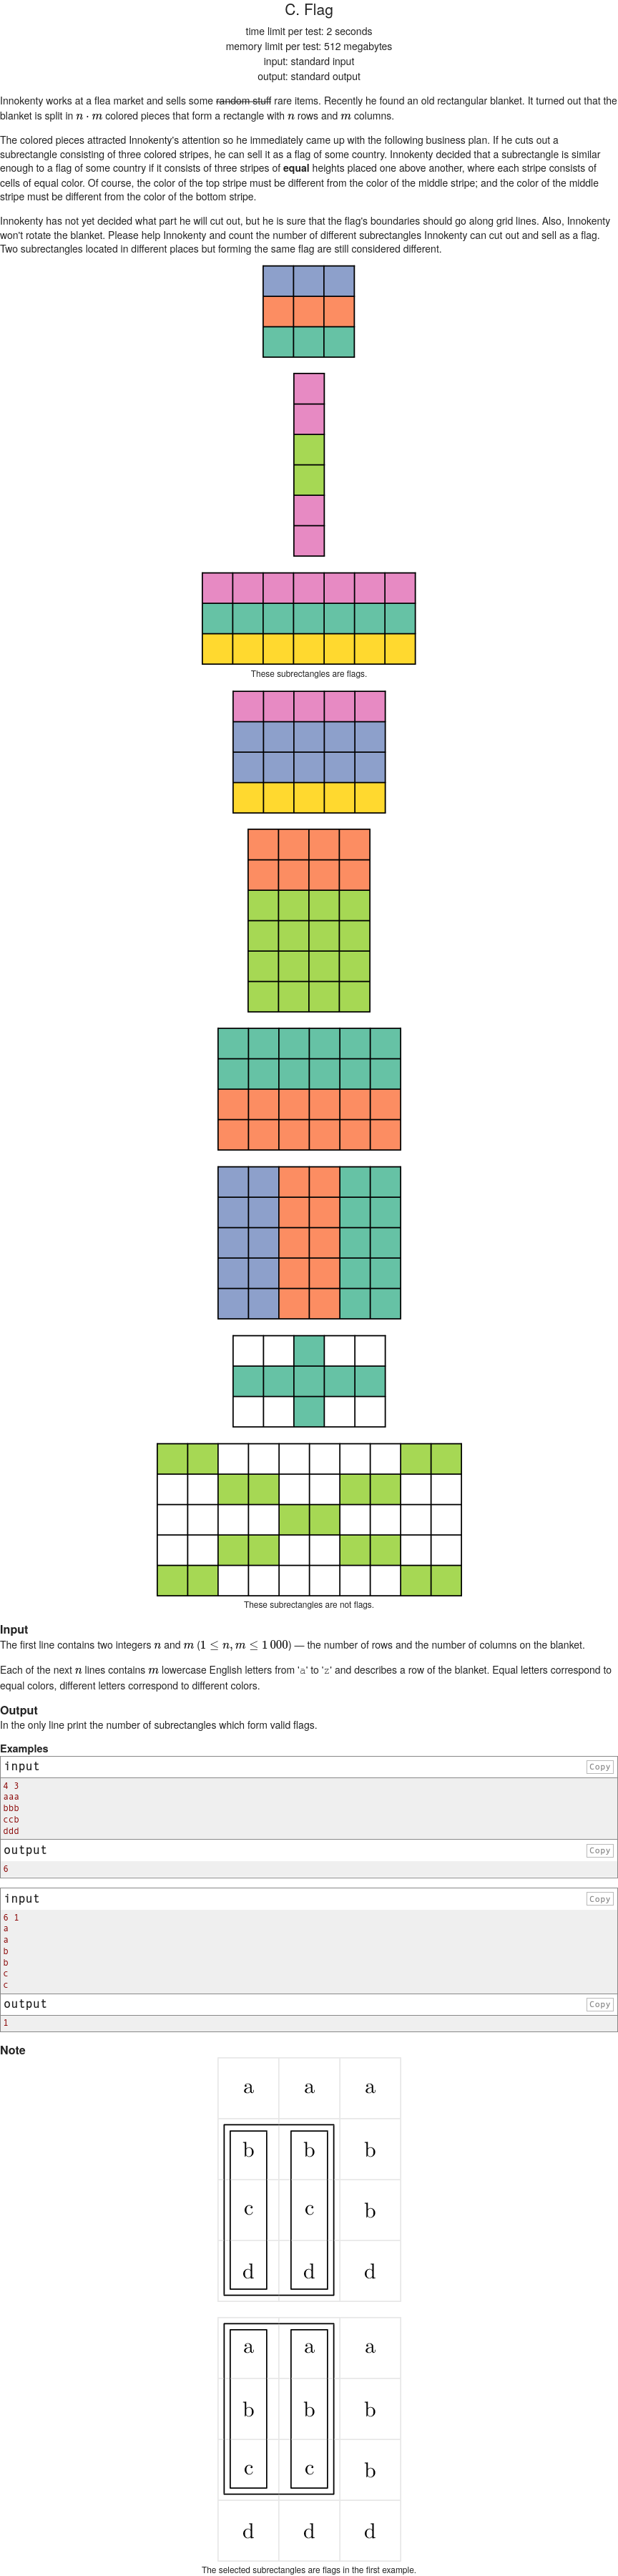 C. Flag
time limit per test: 2 seconds
memory limit per test: 512 megabytes
input: standard input
output: standard output
Innokenty works at a flea market and sells some random stuff rare items. Recently he found an old rectangular blanket. It turned out that the
blanket is split in n · m colored pieces that form a rectangle with n rows and m columns.
The colored pieces attracted Innokenty's attention so he immediately came up with the following business plan. If he cuts out a
subrectangle consisting of three colored stripes, he can sell it as a flag of some country. Innokenty decided that a subrectangle is similar
enough to a flag of some country if it consists of three stripes of equal heights placed one above another, where each stripe consists of
cells of equal color. Of course, the color of the top stripe must be different from the color of the middle stripe; and the color of the middle
stripe must be different from the color of the bottom stripe.
Innokenty has not yet decided what part he will cut out, but he is sure that the flag's boundaries should go along grid lines. Also, Innokenty
won't rotate the blanket. Please help Innokenty and count the number of different subrectangles Innokenty can cut out and sell as a flag.
Two subrectangles located in different places but forming the same flag are still considered different.
These subrectangles are flags.
These subrectangles are not flags.
Input
The first line contains two integers n and m (1 ≤ n, m ≤ 1 000) — the number of rows and the number of columns on the blanket.
Each of the next n lines contains m lowercase English letters from 'a' to 'z' and describes a row of the blanket. Equal letters correspond to
equal colors, different letters correspond to different colors.
Output
In the only line print the number of subrectangles which form valid flags.
Examples
input Copy
4 3
aaa
bbb
ccb
ddd
output Copy
6
input Copy
6 1
a
a
b
b
c
c
output Copy
1
Note
a a a
b b b
c c b
d d d
a a a
b b b
c c b
d d d
The selected subrectangles are flags in the first example.